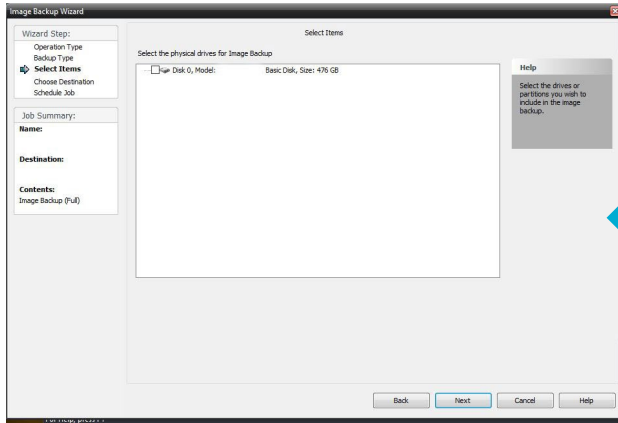 Image Backup Wizard
Wizard Step:
Operation Type
Backup Type
Select Items
Choose Destination
Schedule Job
Job Summary:
Name:
Destination:
Contents:
Image Backup (Full)
Select Items
Select the physical drives for Image Backup
Disk 0, Model: Basic Disk, Size: 476 GB
Help
Select the drives or
partitions you wish to
include in the image
backup.
Back Next Cancel Help